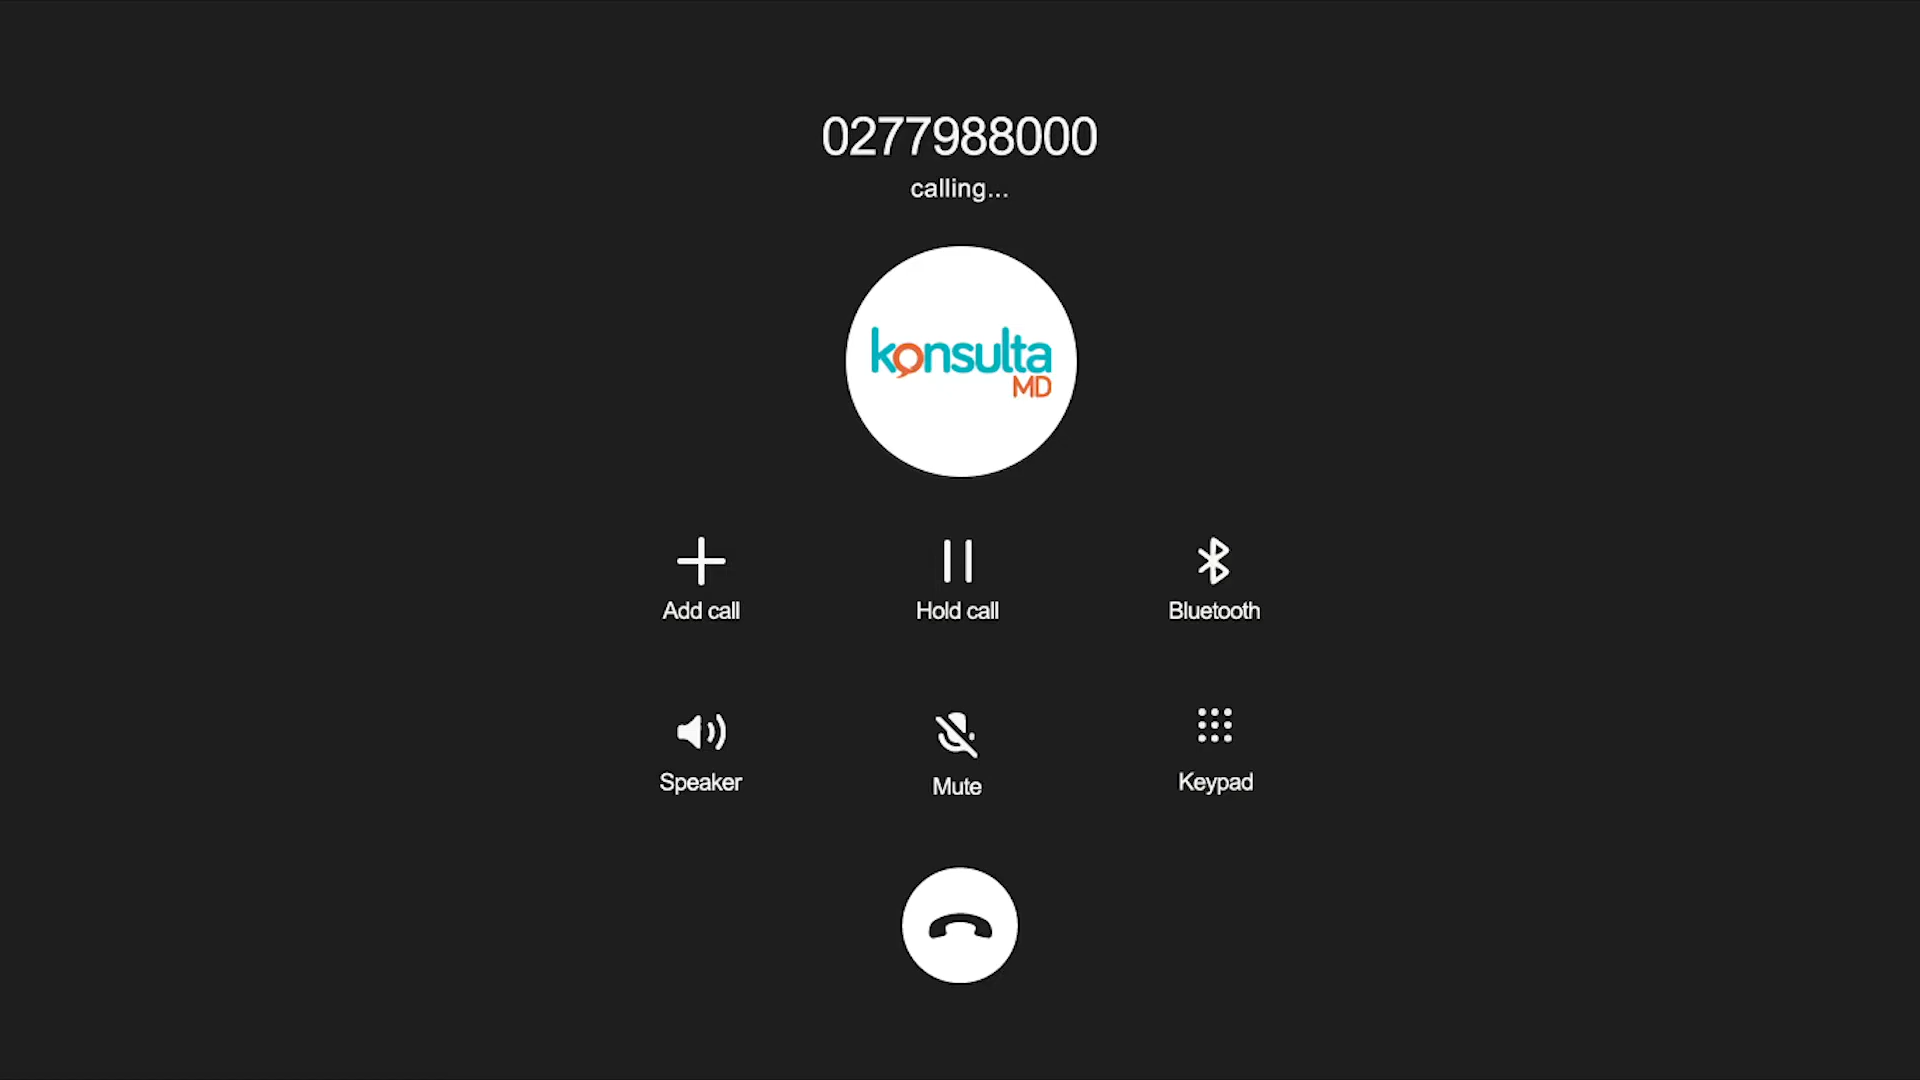 0277988000
calling...
konsulta
MD
Add call
Hold call
Bluetooth
Speaker
Mute
Keypad